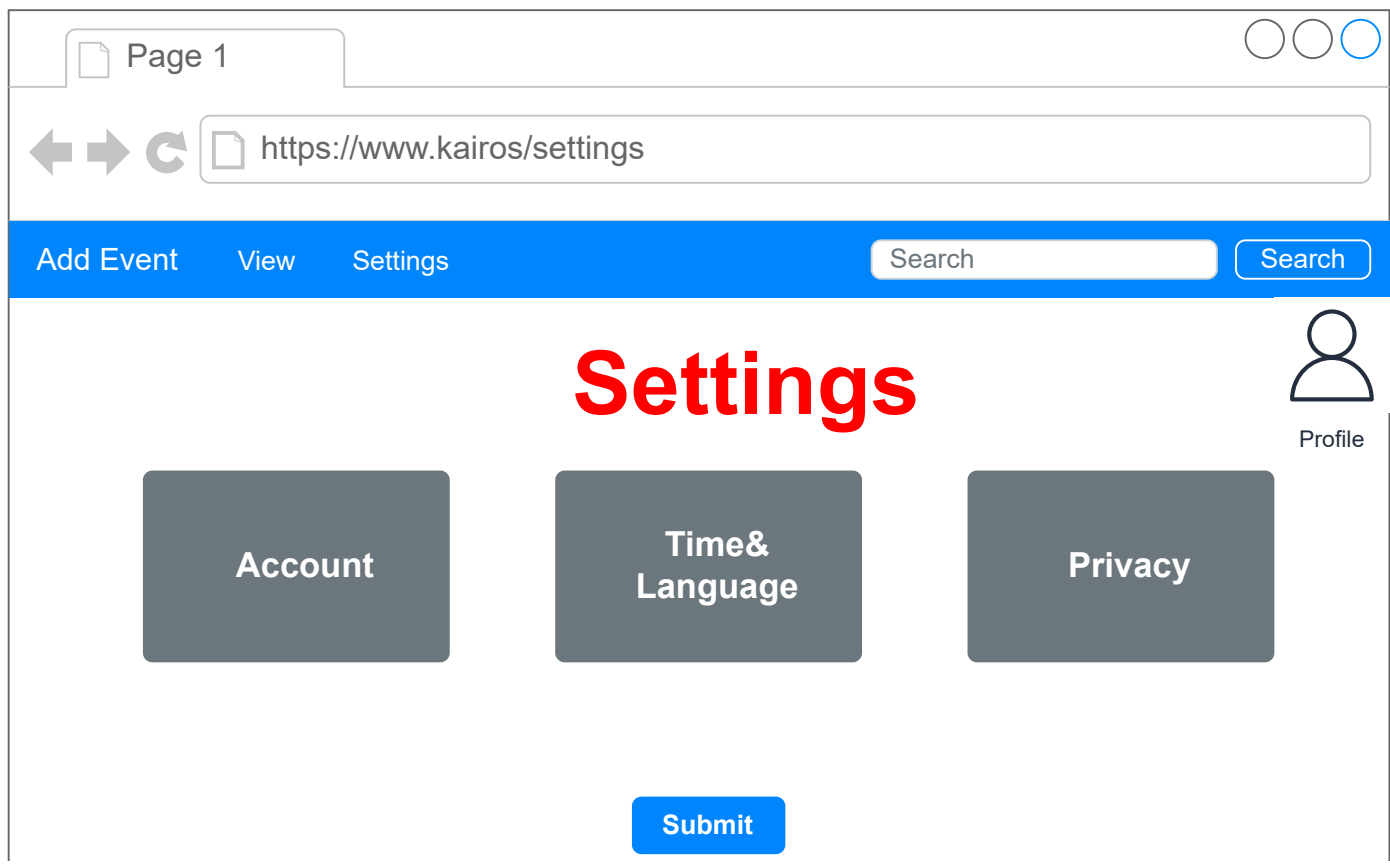 Page 1
https://www.kairos/settings
Add Event View Settings Search Search
Settings
Profile
Account
Time&
Language
Privacy
Submit